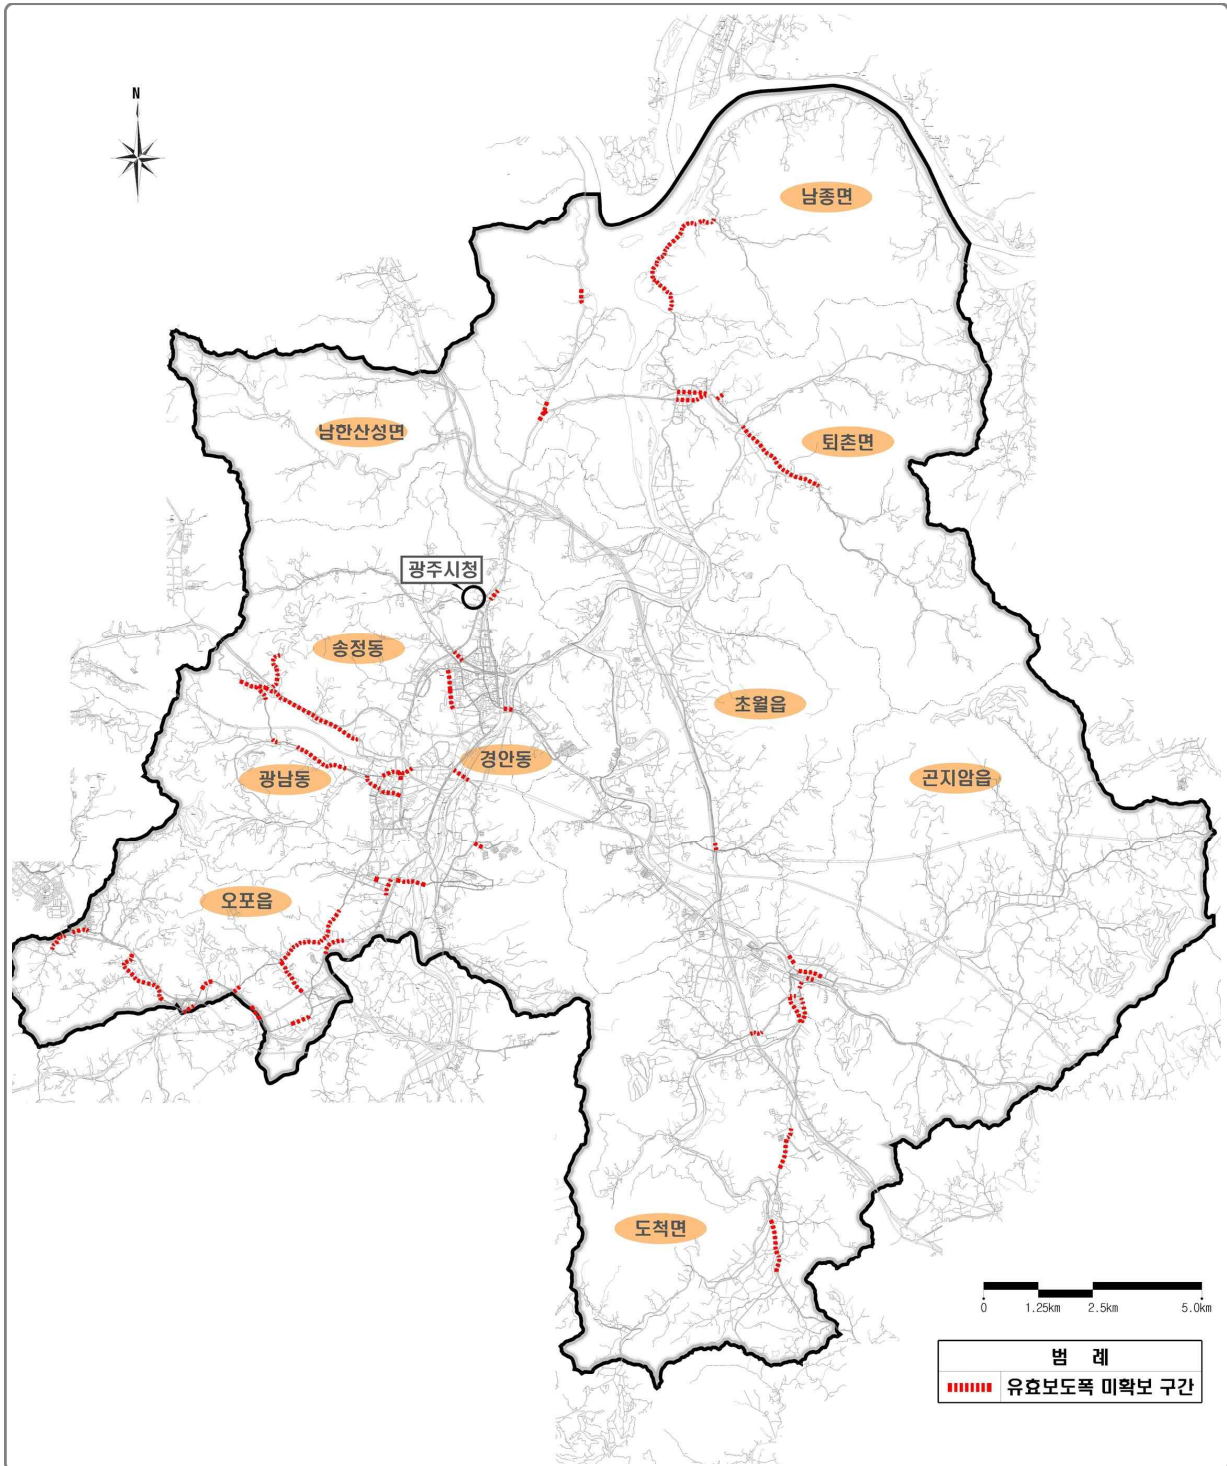 N
남종면
남한산성면
퇴촌면
광주시청
송정동
초월읍
경안동
광남동
곤지암읍
오포읍
도척면
0 1.25km 2.5km 5.0km
범 례
유효보도폭 미확보 구간